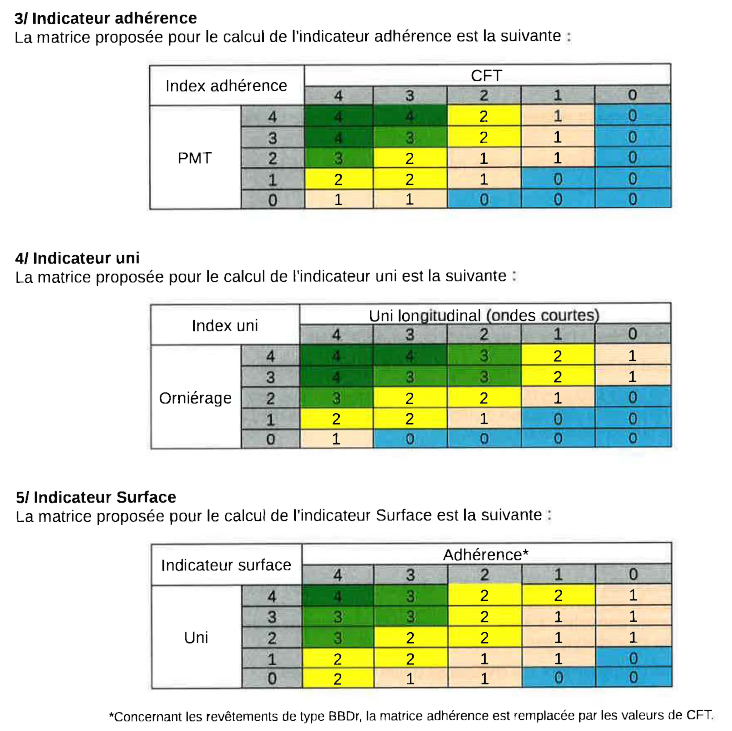 3/ Indicateur adhérence
La matrice proposée pour le calcul de l'indicateur adhérence est la suivante :
Index adhérence CFT
4 3 2 1 0
PMT
4 4 4 2 1 0
3 4 3 2 1 0
2 3 2 1 1 0
1 2 2 1 0 0
0 1 1 0 0 0
4/ Indicateur uni
La matrice proposée pour le calcul de l'indicateur uni est la suivante :
Index uni Uni longitudinal (ondes courtes)
4 3 2 1 0
Orniérage
4 4 4 3 2 1
3 4 3 3 2 1
2 3 2 2 1 0
1 2 2 1 0 0
0 1 0 0 0 0
5/ Indicateur Surface
La matrice proposée pour le calcul de l'indicateur Surface est la suivante :
Indicateur surface Adhérence*
4 3 2 1 0
Uni
4 4 3 2 2 1
3 3 3 2 1 1
2 3 2 2 1 1
1 2 2 1 1 0
0 2 1 1 0 0
*Concernant les revêtements de type BBDr, la matrice adhérence est remplacée par les valeurs de CFT.